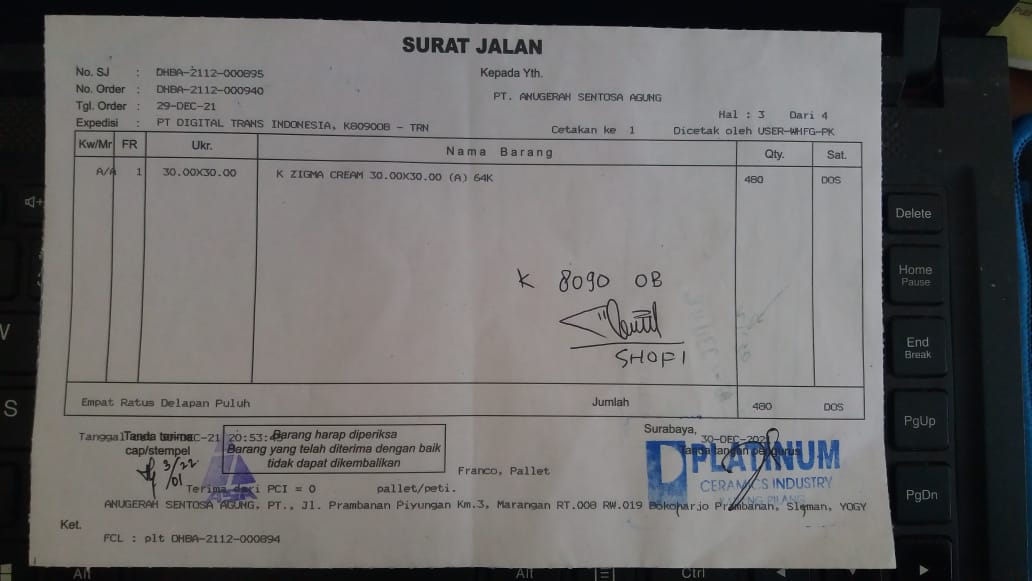 SURAT JALAN
No. SJ : DHBA-2112-000895
Kepada Yth.
No. Order : DHBA-2112-000940
PT. ANUGERAH SENTOSA AGUNG
Tgl. Order : 29-DEC-21
Hal : 3 Dari 4
Expedisi : PT DIGITAL TRANS INDONESIA, K8090OB - TRN
Cetakan ke 1 Dicetak oleh USER-WHFG-PK
Kw/Mr FR Ukr. Nama Barang Qty. Sat.
A/A 1 30.00X30.00 K ZIGMA CREAM 30.00X30.00 (A) 64K 480 DOS
K 8090 OB
SHOPI
Empat Ratus Delapan Puluh Jumlah 480 DOS
Surabaya,
Tanda terima
cap/stempel
20:53:
Barang harap diperiksa
Barang yang telah diterima dengan baik
tidak dapat dikembalikan
30-DEC-202
Tanda tangan pengurus
3/01/22
PLATINUM
CERAMICS INDUSTRY
KARANG PILANG
Franco, Pallet
Terima dari PCI = 0 pallet/peti.
ANUGERAH SENTOSA AGUNG, PT., Jl. Prambanan Piyungan Km.3, Marangan RT.008 RW.019 Bokoharjo Prambanan, Sleman, YOGY
Ket.
FCL : plt DHBA-2112-000894
Delete
Home
Pause
End
Break
PgUp
PgDn
S
Alt
Alt
Ctrl